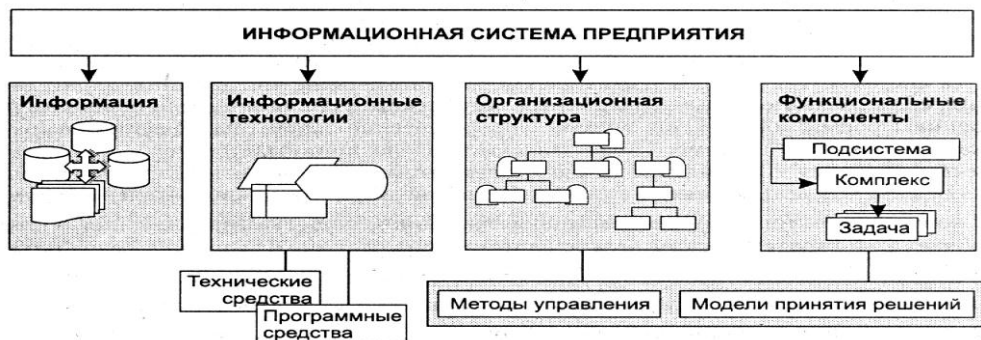 ИНФОРМАЦИОННАЯ СИСТЕМА ПРЕДПРИЯТИЯ
Информация
Информационные
технологии
Организационная
структура
Функциональные
компоненты
Подсистема
Комплекс
Задача
Технические
средства
Программные
средства
Методы управления
Модели принятия решений